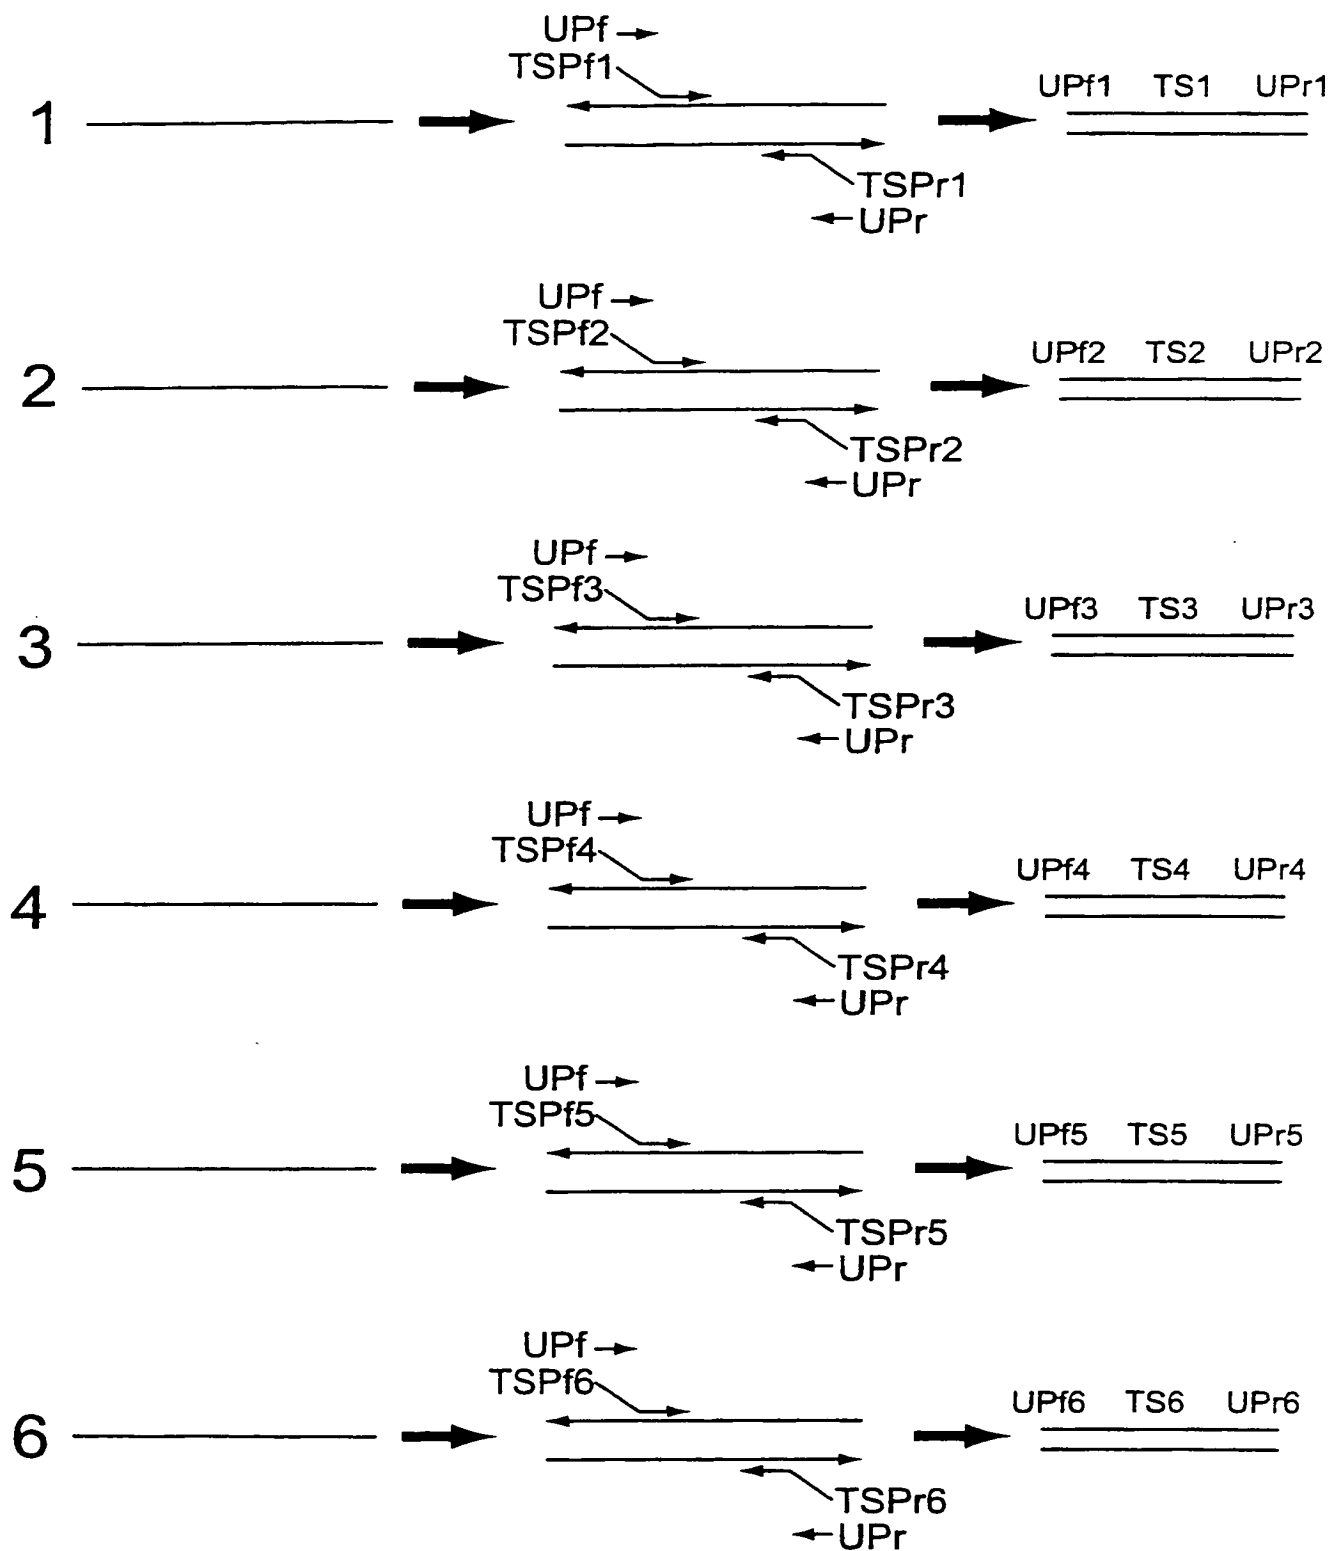 UPf
TSPf1
1
UPf1 TS1 UPr1
TSPr1
UPr
UPf
TSPf2
2
UPf2 TS2 UPr2
TSPr2
UPr
UPf
TSPf3
3
UPf3 TS3 UPr3
TSPr3
UPr
UPf
TSPf4
4
UPf4 TS4 UPr4
TSPr4
UPr
UPf
TSPf5
5
UPf5 TS5 UPr5
TSPr5
UPr
UPf
TSPf6
6
UPf6 TS6 UPr6
TSPr6
UPr